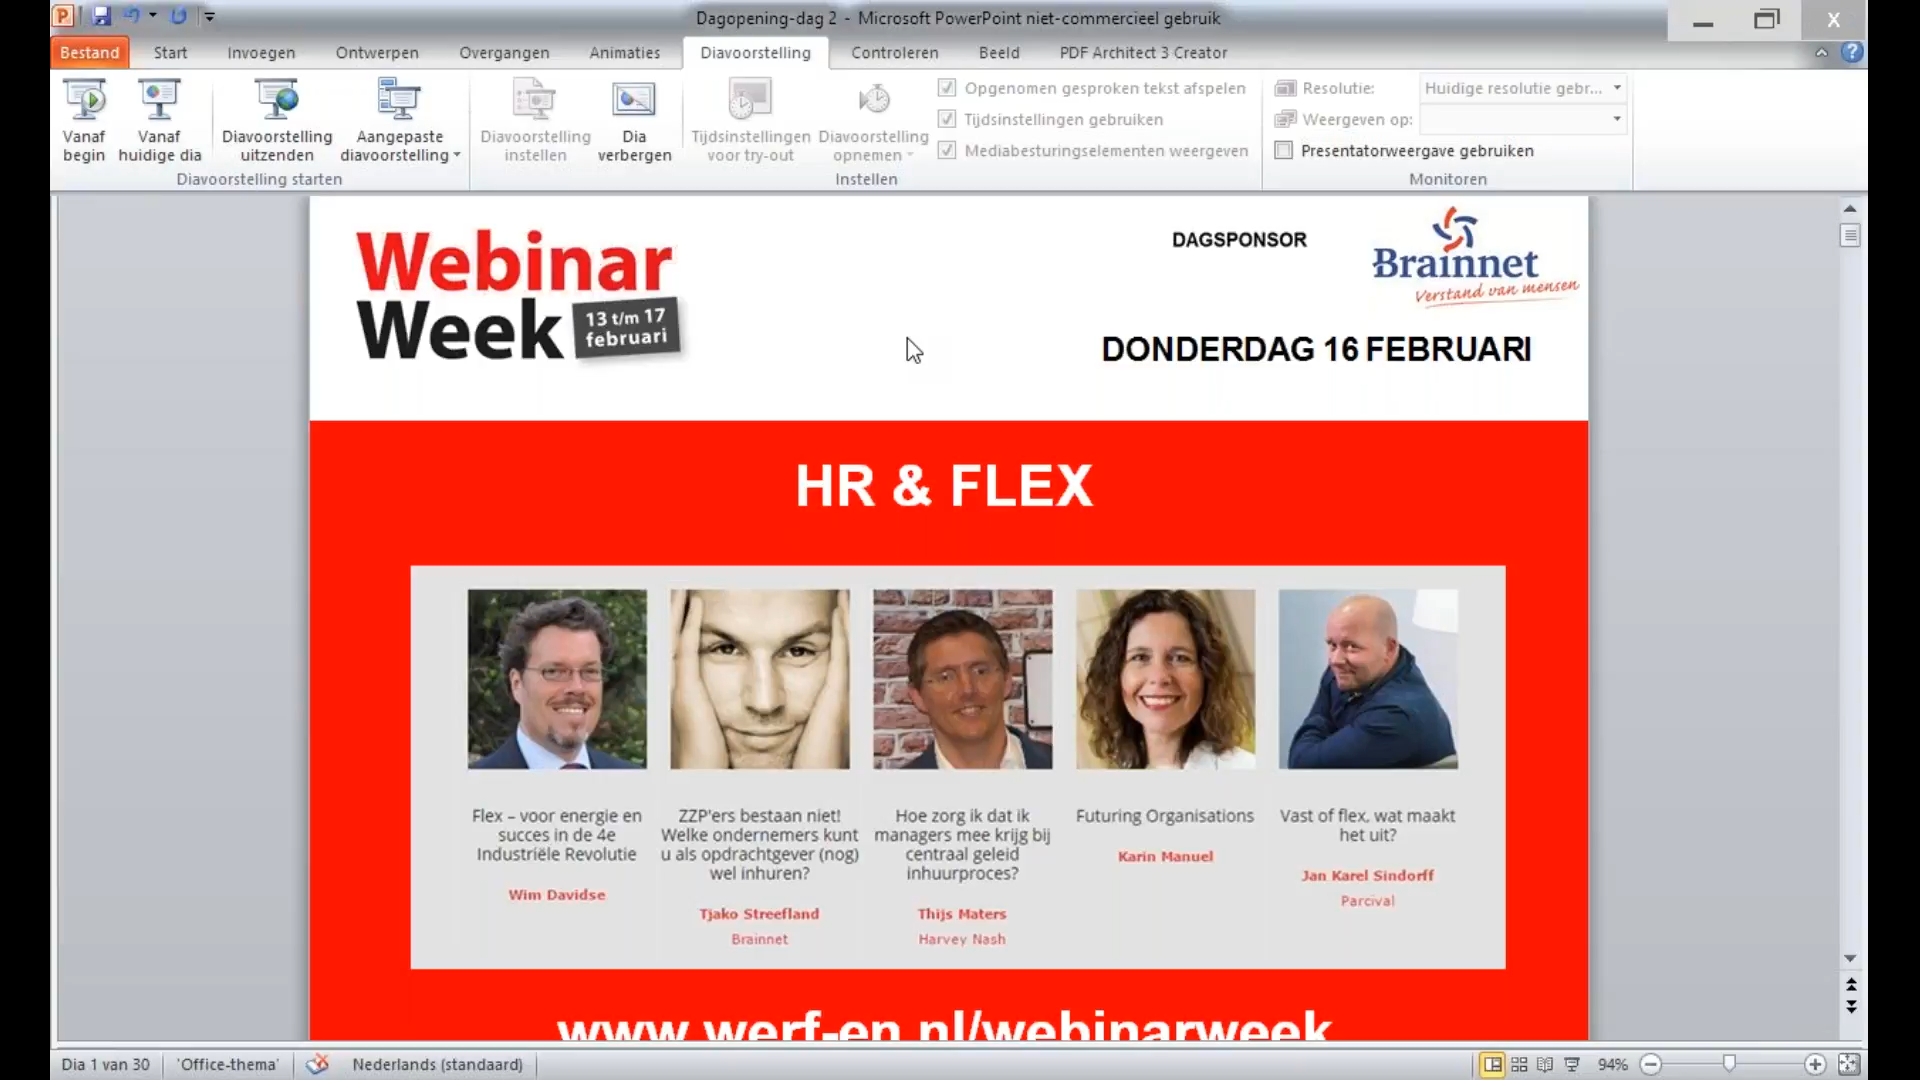 Dagopening-dag 2 - Microsoft PowerPoint niet-commercieel gebruik
Bestand Start Invoegen Ontwerpen Overgangen Animaties Diavoorstelling Controleren Beeld PDF Architect 3 Creator
Vanaf begin
Vanaf huidige dia
Diavoorstelling uitzenden
Aangepaste diavoorstelling
Diavoorstelling starten
Diavoorstelling instellen
Dia verbergen
Tijdsinstellingen voor try-out
Diavoorstelling opnemen
Opgenomen gesproken tekst afspelen
Tijdsinstellingen gebruiken
Mediabesturingselementen weergeven
Instellen
Resolutie: Huidige resolutie gebr...
Weergeven op:
Presentatorweergave gebruiken
Monitoren
Webinar
Week
13 t/m 17
februari
DAGSPONSOR
Brainnet
Verstand van mensen
DONDERDAG 16 FEBRUARI
HR & FLEX
Flex – voor energie en
succes in de 4e
Industriële Revolutie
Wim Davidse
ZZP'ers bestaan niet!
Welke ondernemers kunt
u als opdrachtgever (nog)
wel inhuren?
Tjako Streefland
Brainnet
Hoe zorg ik dat ik
managers mee krijg bij
centraal geleid
inhuurproces?
Thijs Maters
Harvey Nash
Futuring Organisations
Karin Manuel
Vast of flex, wat maakt
het uit?
Jan Karel Sindorff
Parcival
www.werf-en.nl/webinarweek
Dia 1 van 30 'Office-thema' Nederlands (standaard) 94%